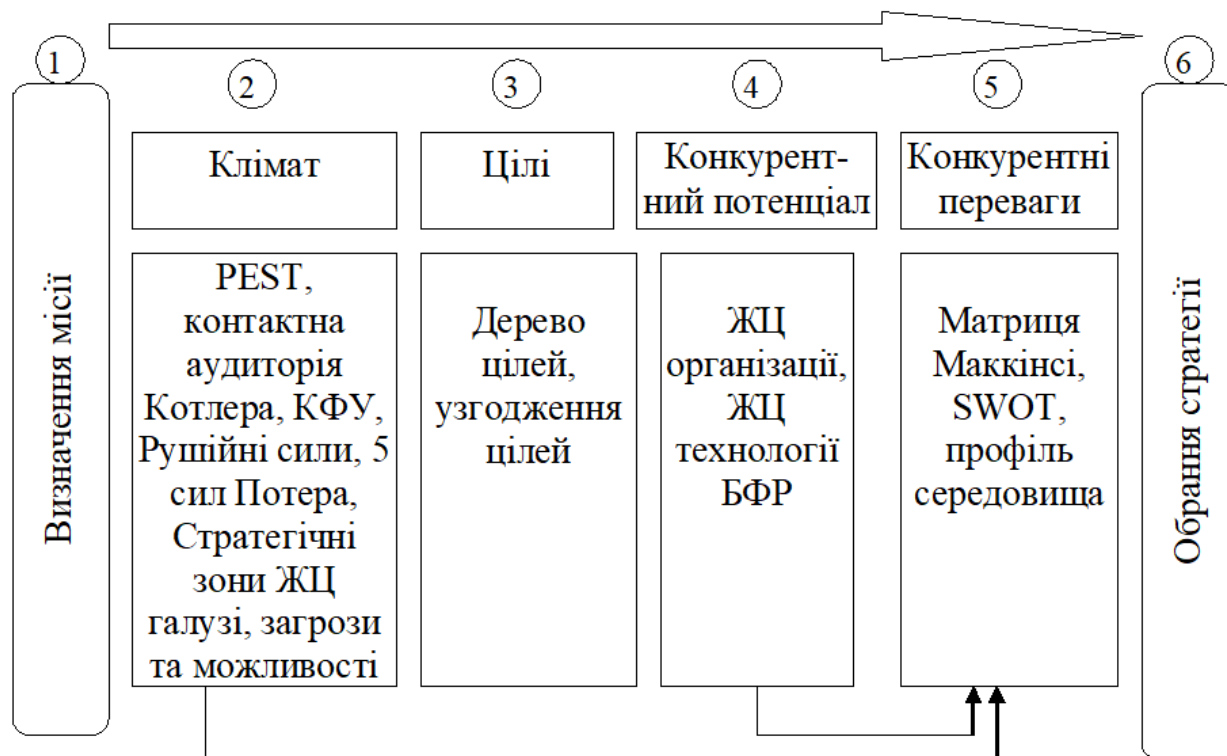 1
Визначення місії
2
Клімат
PEST,
контактна
аудиторія
Котлера, КФУ,
Рушійні сили, 5
сил Потера,
Стратегічні
зони ЖЦ
галузі, загрози
та можливості
3
Цілі
Дерево
цілей,
узгодження
цілей
4
Конкурент-
ний потенціал
ЖЦ
організації,
ЖЦ
технології
БФР
5
Конкурентні
переваги
Матриця
Маккінсі,
SWOT,
профіль
середовища
6
Обрання стратегії